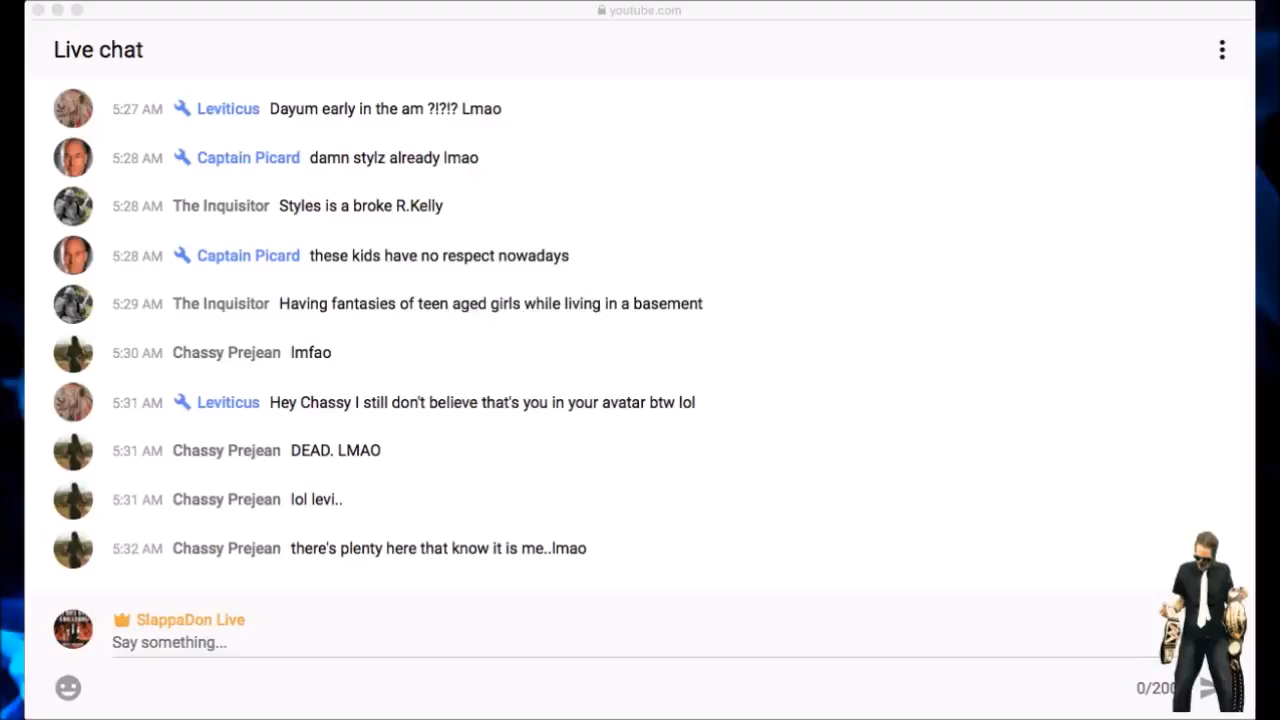 youtube.com
Live chat
5:27 AM Leviticus Dayum early in the am ?!?!? Lmao
5:28 AM Captain Picard damn stylz already lmao
5:28 AM The Inquisitor Styles is a broke R.Kelly
5:28 AM Captain Picard these kids have no respect nowadays
5:29 AM The Inquisitor Having fantasies of teen aged girls while living in a basement
5:30 AM Chassy Prejean lmfao
5:31 AM Leviticus Hey Chassy I still don't believe that's you in your avatar btw lol
5:31 AM Chassy Prejean DEAD. LMAO
5:31 AM Chassy Prejean lol levi..
5:32 AM Chassy Prejean there's plenty here that know it is me..lmao
SlappaDon Live
Say something...
0/200